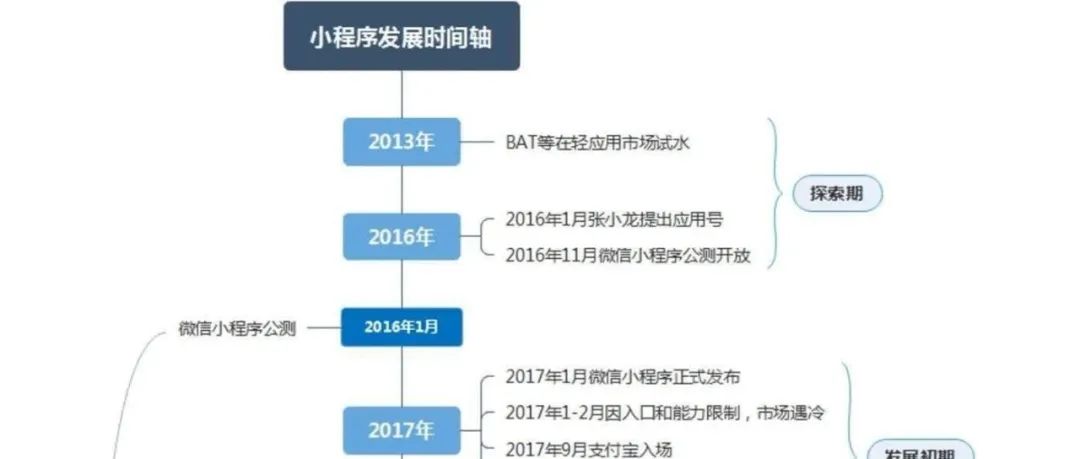 小程序发展时间轴
2013年
BAT等在轻应用市场试水
探索期
2016年
2016年1月张小龙提出应用号
2016年11月微信小程序公测开放
微信小程序公测
2016年1月
2017年
2017年1月微信小程序正式发布
2017年1-2月因入口和能力限制，市场遇冷
2017年9月支付宝入场
发展初期